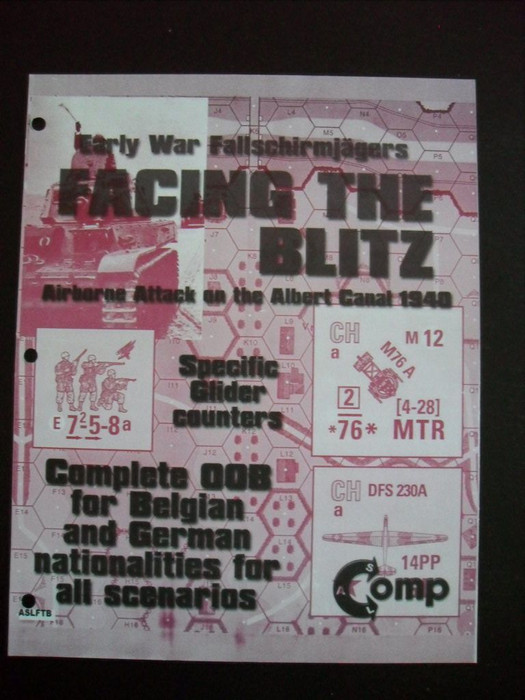 Early War Fallschirmjägers
FACING THE
BLITZ
Airborne Attack on the Albert Canal 1940
Specific
Glider
counters
E 7²5-8a
CH
a
M 12
M76 A
2
[4-28]
*76* MTR
Complete OOB
for Belgian
and German
nationalities for
all scenarios
CH DFS 230A
a
14PP
ASL
Comp
ASLFTB